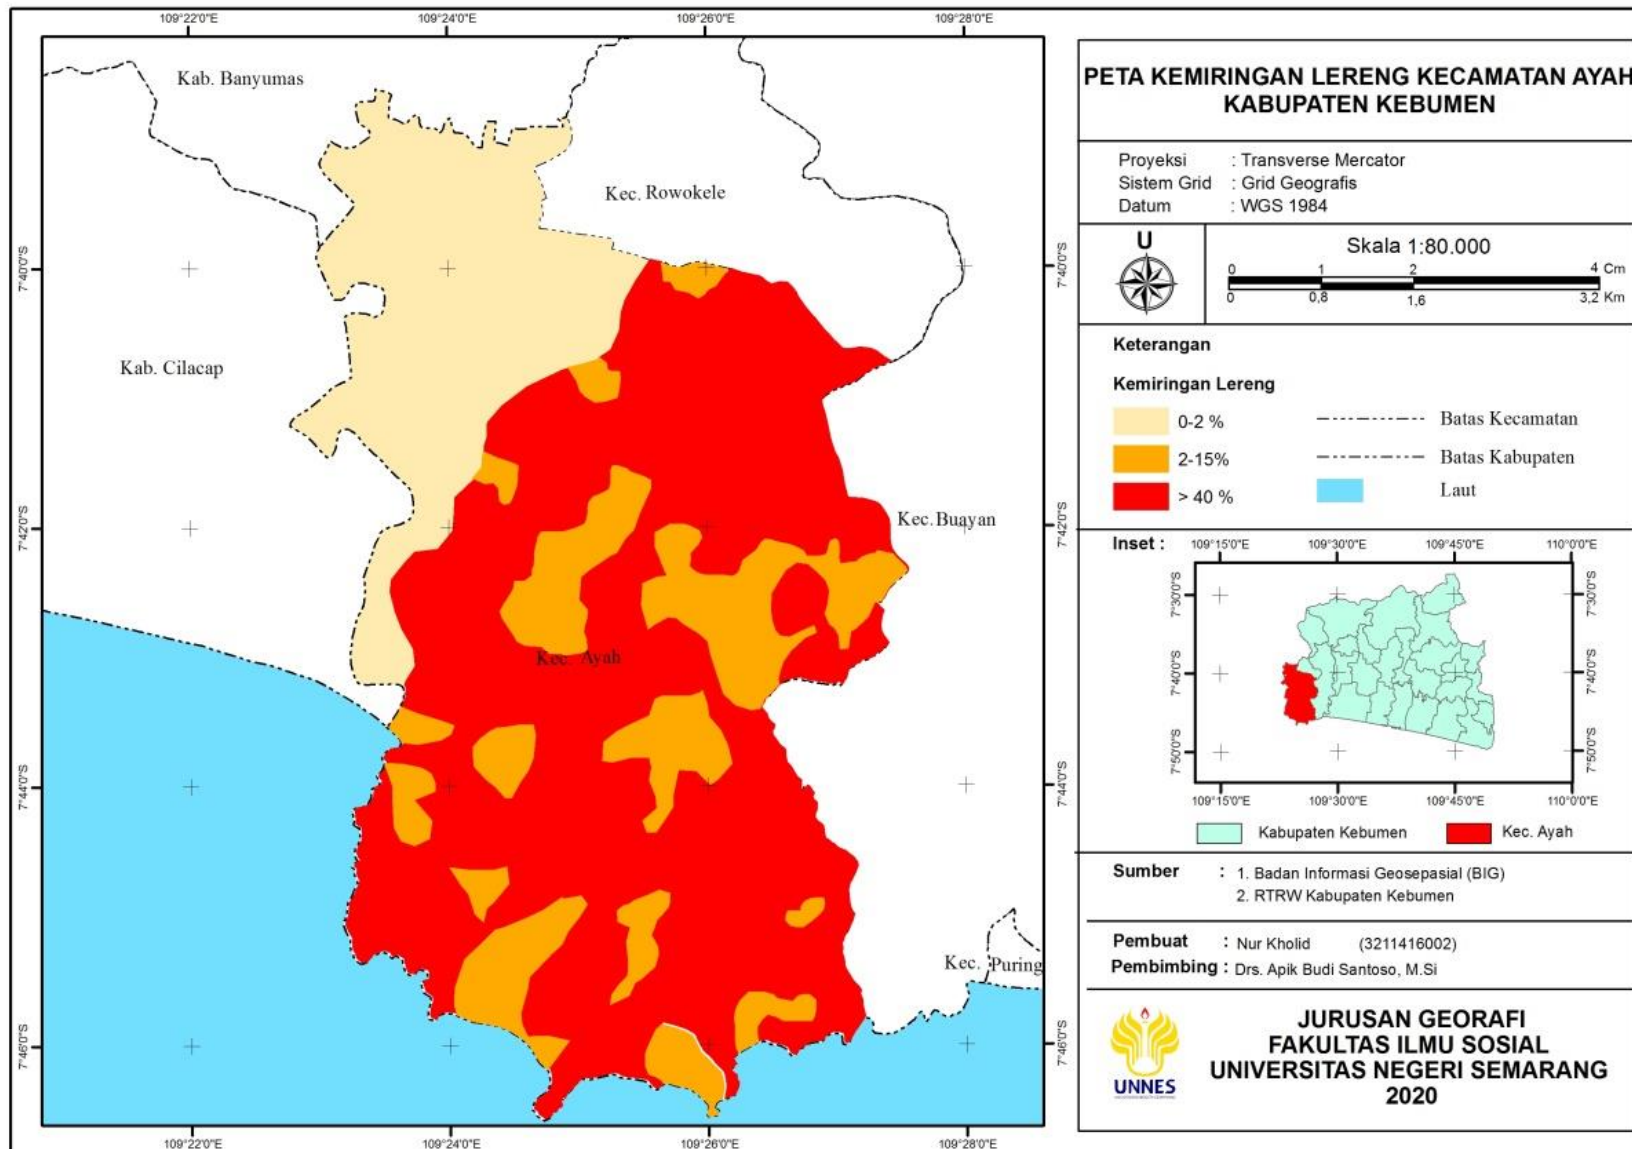 109°22'0"E 109°24'0"E 109°26'0"E 109°28'0"E
Kab. Banyumas
Kec. Rowokele
7°40'0"S 7°40'0"S
Kab. Cilacap
7°42'0"S 7°42'0"S
Kec.Buayan
Kec. Ayah
7°44'0"S 7°44'0"S
Kec. Puring
7°46'0"S 7°46'0"S
109°22'0"E 109°24'0"E 109°26'0"E 109°28'0"E
PETA KEMIRINGAN LERENG KECAMATAN AYAH
KABUPATEN KEBUMEN
Proyeksi : Transverse Mercator
Sistem Grid : Grid Geografis
Datum : WGS 1984
U
Skala 1:80.000
0 1 2 4 Cm
0 0,8 1,6 3,2 Km
Keterangan
Kemiringan Lereng
0-2 % Batas Kecamatan
2-15% Batas Kabupaten
> 40 % Laut
Inset :
109°15'0"E 109°30'0"E 109°45'0"E 110°0'0"E
7°30'0"S 7°30'0"S
7°40'0"S 7°40'0"S
7°50'0"S 7°50'0"S
109°15'0"E 109°30'0"E 109°45'0"E 110°0'0"E
Kabupaten Kebumen Kec. Ayah
Sumber : 1. Badan Informasi Geosepasial (BIG)
2. RTRW Kabupaten Kebumen
Pembuat : Nur Kholid (3211416002)
Pembimbing : Drs. Apik Budi Santoso, M.Si
UNNES
JURUSAN GEORAFI
FAKULTAS ILMU SOSIAL
UNIVERSITAS NEGERI SEMARANG
2020